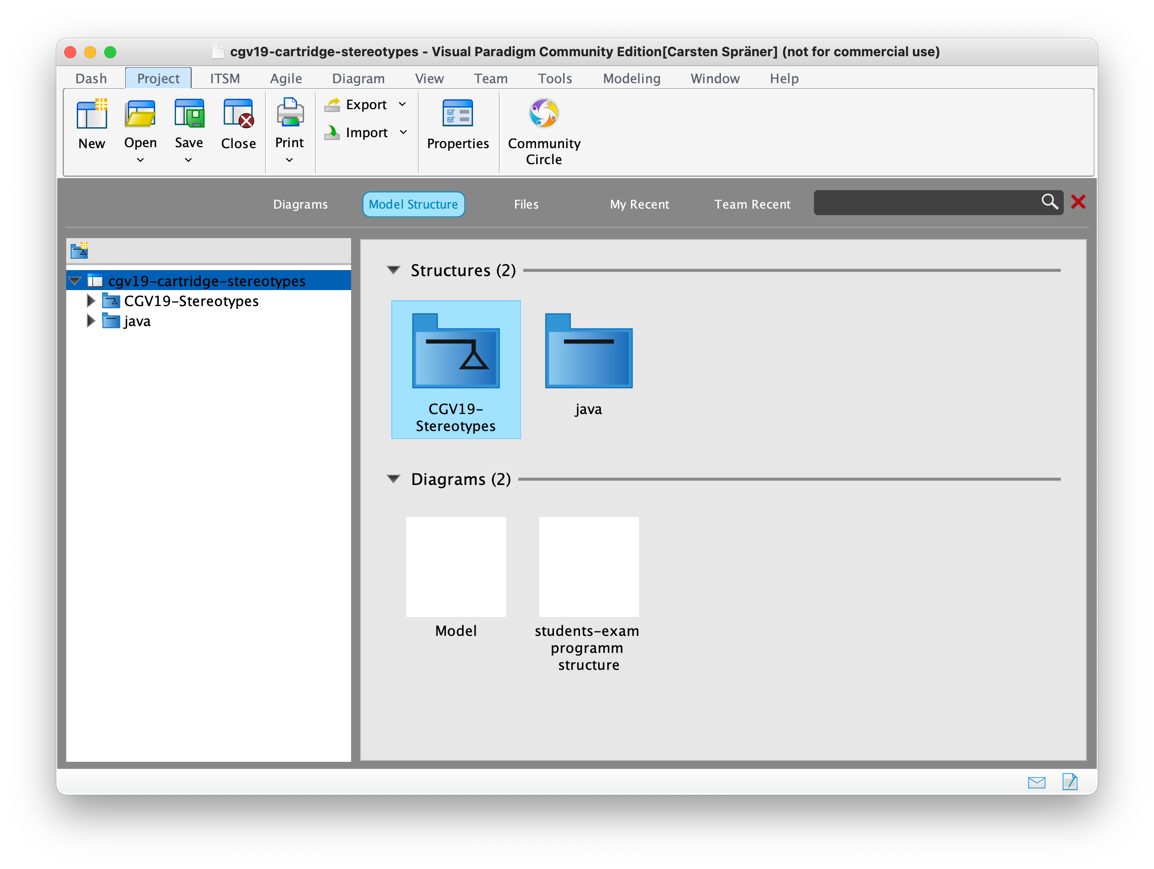 cgv19-cartridge-stereotypes - Visual Paradigm Community Edition[Carsten Spräner] (not for commercial use)
Dash Project ITSM Agile Diagram View Team Tools Modeling Window Help
New Open Save Close Print Export Import Properties Community
Circle
Diagrams Model Structure Files My Recent Team Recent
cgv19-cartridge-stereotypes
CGV19-Stereotypes
java
Structures (2)
CGV19-
Stereotypes
java
Diagrams (2)
Model
students-exam
programm
structure